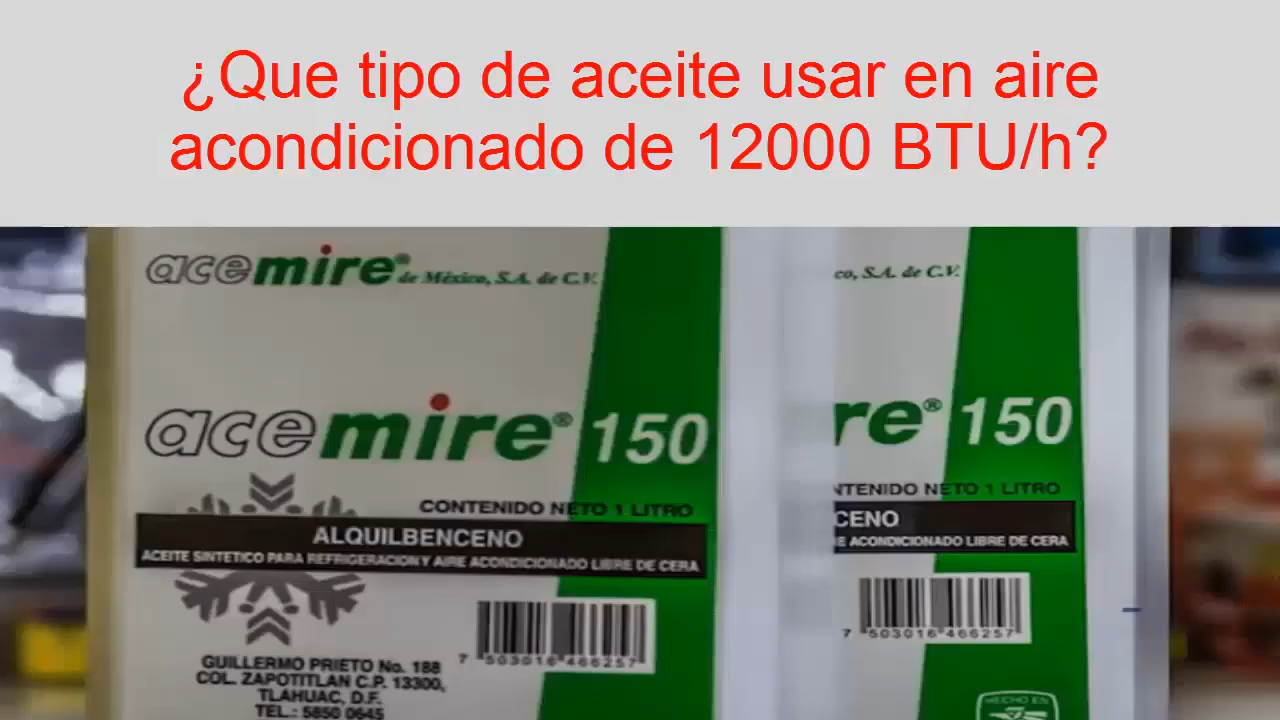 ¿Que tipo de aceite usar en aire
acondicionado de 12000 BTU/h?
acemire® de México, S.A. de C.V.
acemire® 150
CONTENIDO NETO 1 LITRO
ALQUILBENCENO
ACEITE SINTETICO PARA REFRIGERACION Y AIRE ACONDICIONADO LIBRE DE CERA
7 503016 466257
GUILLERMO PRIETO No. 188
COL. ZAPOTITLAN C.P. 13300,
TLAHUAC, D.F.
TEL.: 5850 0645
co, S.A. de C.V.
re® 150
NTENIDO NETO 1 LITRO
CENO
E ACONDICIONADO LIBRE DE CERA
7 503016 466257
HECHO EN